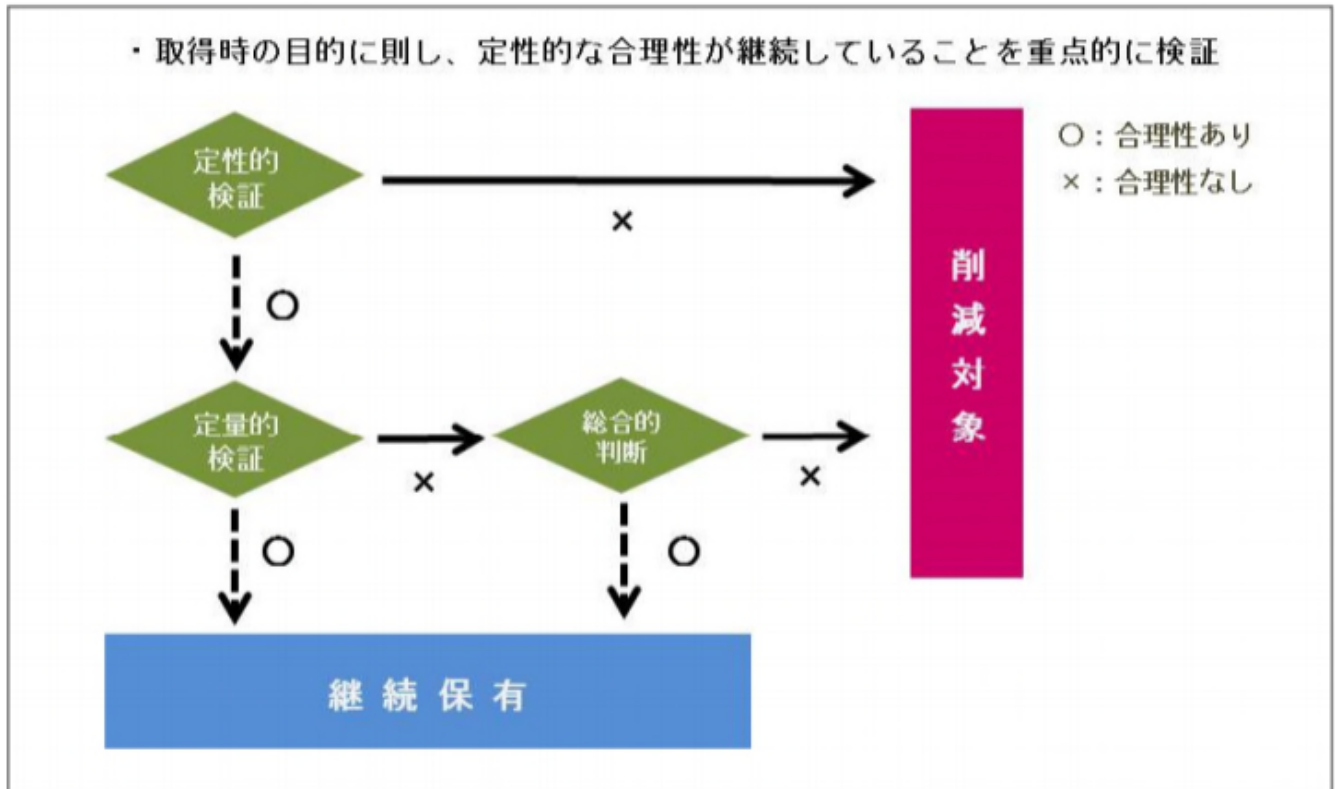 ・取得時の目的に則し、定性的な合理性が継続していることを重点的に検証
定性的
検証
×
〇：合理性あり
×：合理性なし
〇
削減対象
定量的
検証
×
総合的
判断
×
〇
〇
継続保有